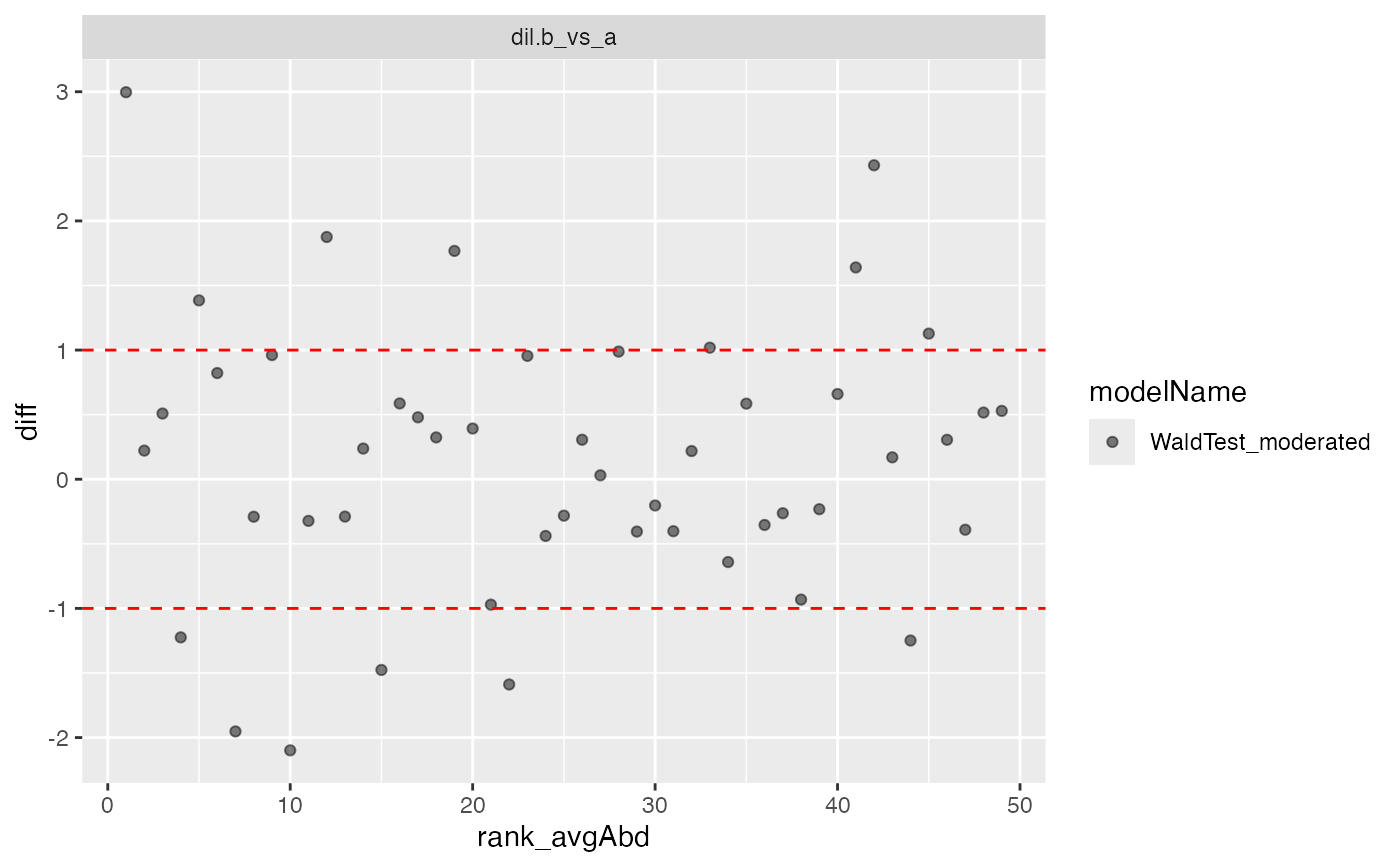 dil.b_vs_a
3
2
1
0
-1
-2
diff
0 10 20 30 40 50
rank_avgAbd
modelName
WaldTest_moderated